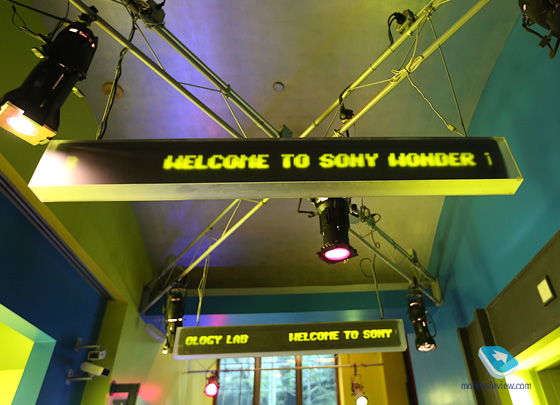 WELCOME TO SONY WONDER
OLOGY LAB WELCOME TO SONY
mobile-review.com